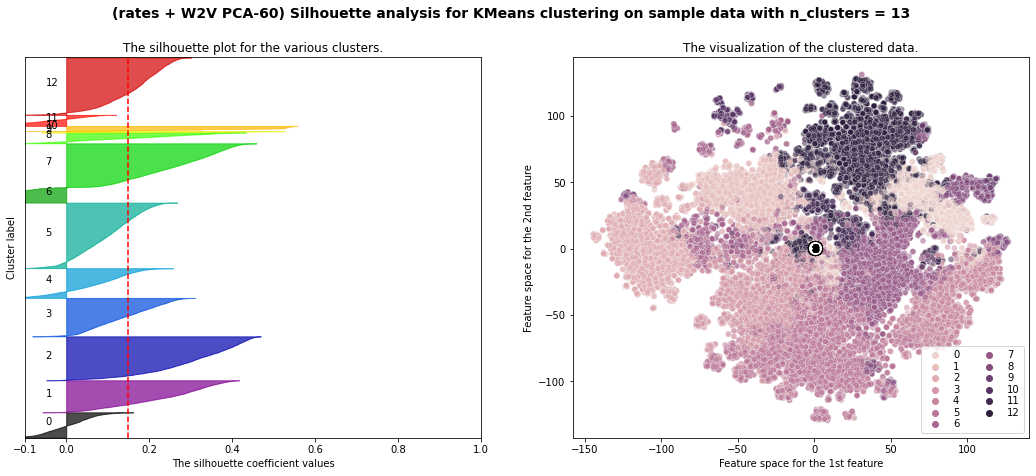 (rates + W2V PCA-60) Silhouette analysis for KMeans clustering on sample data with n_clusters = 13
The silhouette plot for the various clusters.
Cluster label
12
11
10
8
7
6
5
4
3
2
1
0
−0.1 0.0 0.2 0.4 0.6 0.8 1.0
The silhouette coefficient values
The visualization of the clustered data.
Feature space for the 2nd feature
100
50
0
−50
−100
−150 −100 −50 0 50 100
Feature space for the 1st feature
0 7
1 8
2 9
3 10
4 11
5 12
6